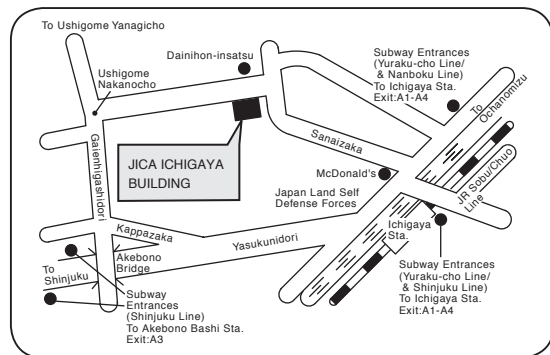 To Ushigome Yanagicho
Dainihon-insatsu
Ushigome
Nakanocho
Subway Entrances
(Yuraku-cho Line/
& Nanboku Line)
To Ichigaya Sta.
Exit:A1-A4
To
Ochanomizu
Sanaizaka
Gaienhigashidori
JICA ICHIGAYA
BUILDING
McDonald's
Japan Land Self
Defense Forces
JR Sobu/Chuo
Line
Ichigaya
Sta.
Kappazaka
Yasukunidori
Akebono
Bridge
To
Shinjuku
Subway
Entrances
(Shinjuku Line)
To Akebono Bashi Sta.
Exit:A3
Subway Entrances
(Yuraku-cho Line/
& Shinjuku Line)
To Ichigaya Sta.
Exit:A1-A4